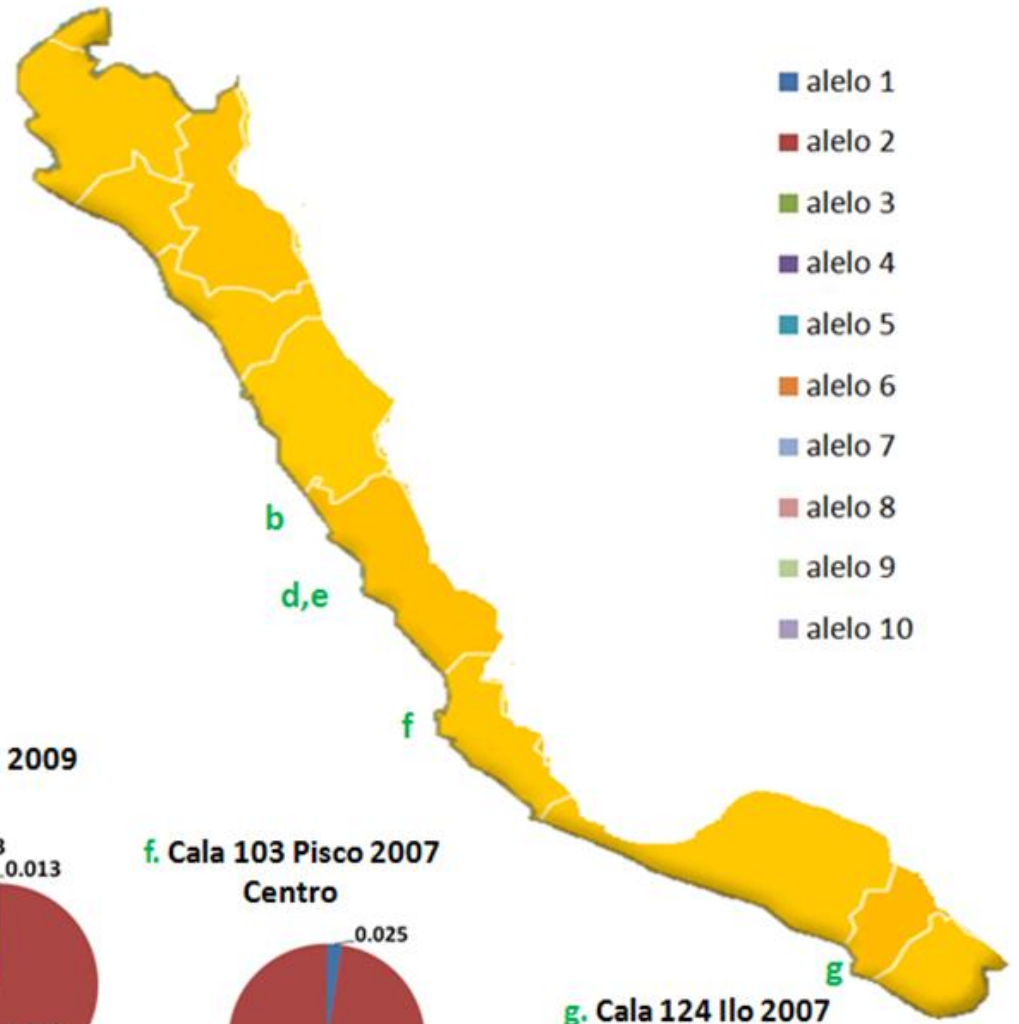 alelo 1
alelo 2
alelo 3
alelo 4
alelo 5
alelo 6
alelo 7
alelo 8
alelo 9
alelo 10
b
d,e
f
g
2009
0.013
f. Cala 103 Pisco 2007
Centro
0.025
g. Cala 124 Ilo 2007